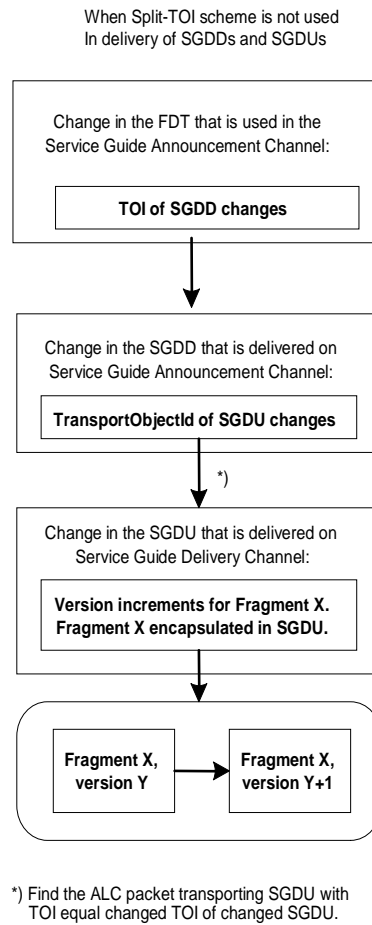 When Split-TOI scheme is not used
In delivery of SGDDs and SGDUs
Change in the FDT that is used in the
Service Guide Announcement Channel:
TOI of SGDD changes
Change in the SGDD that is delivered on
Service Guide Announcement Channel:
TransportObjectId of SGDU changes
*)
Change in the SGDU that is delivered on
Service Guide Delivery Channel:
Version increments for Fragment X.
Fragment X encapsulated in SGDU.
Fragment X,
version Y
Fragment X,
version Y+1
*) Find the ALC packet transporting SGDU with
TOI equal changed TOI of changed SGDU.